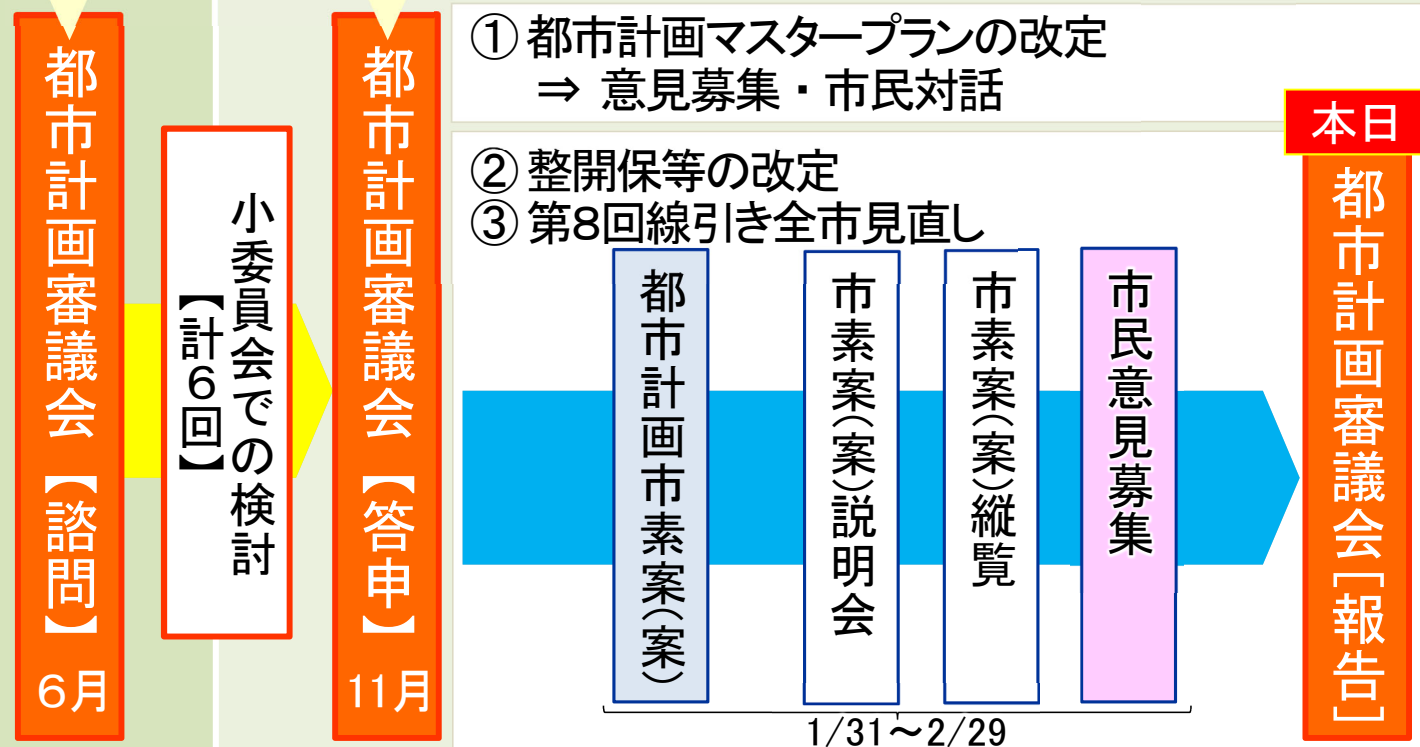 都市計画審議会【諮問】
6月
小委員会での検討
【計6回】
都市計画審議会【答申】
11月
①都市計画マスタープランの改定
⇒ 意見募集・市民対話
②整開保等の改定
③第8回線引き全市見直し
都市計画市素案(案)
市素案(案)説明会
市素案(案)縦覧
市民意見募集
1/31～2/29
本日
都市計画審議会[報告]